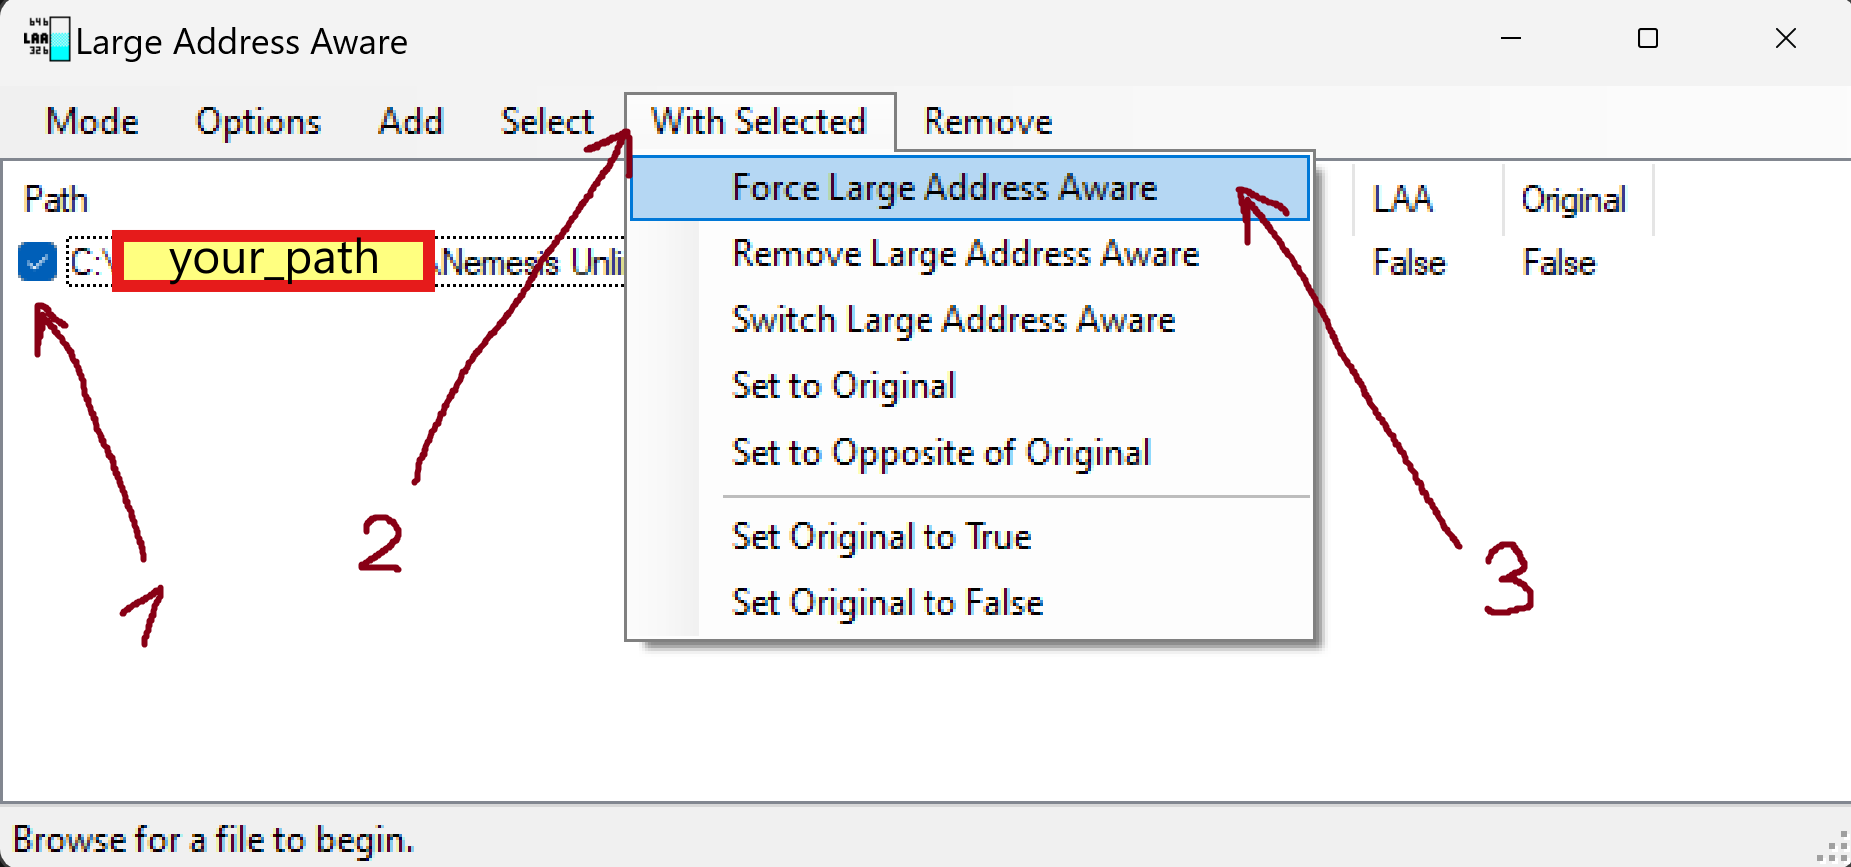 64b
LAA
32b
Large Address Aware
Mode Options Add Select With Selected Remove
Path LAA Original
C:\ your_path \Nemesis Unli False False
Force Large Address Aware
Remove Large Address Aware
Switch Large Address Aware
Set to Original
Set to Opposite of Original
Set Original to True
Set Original to False
1
2
3
Browse for a file to begin.